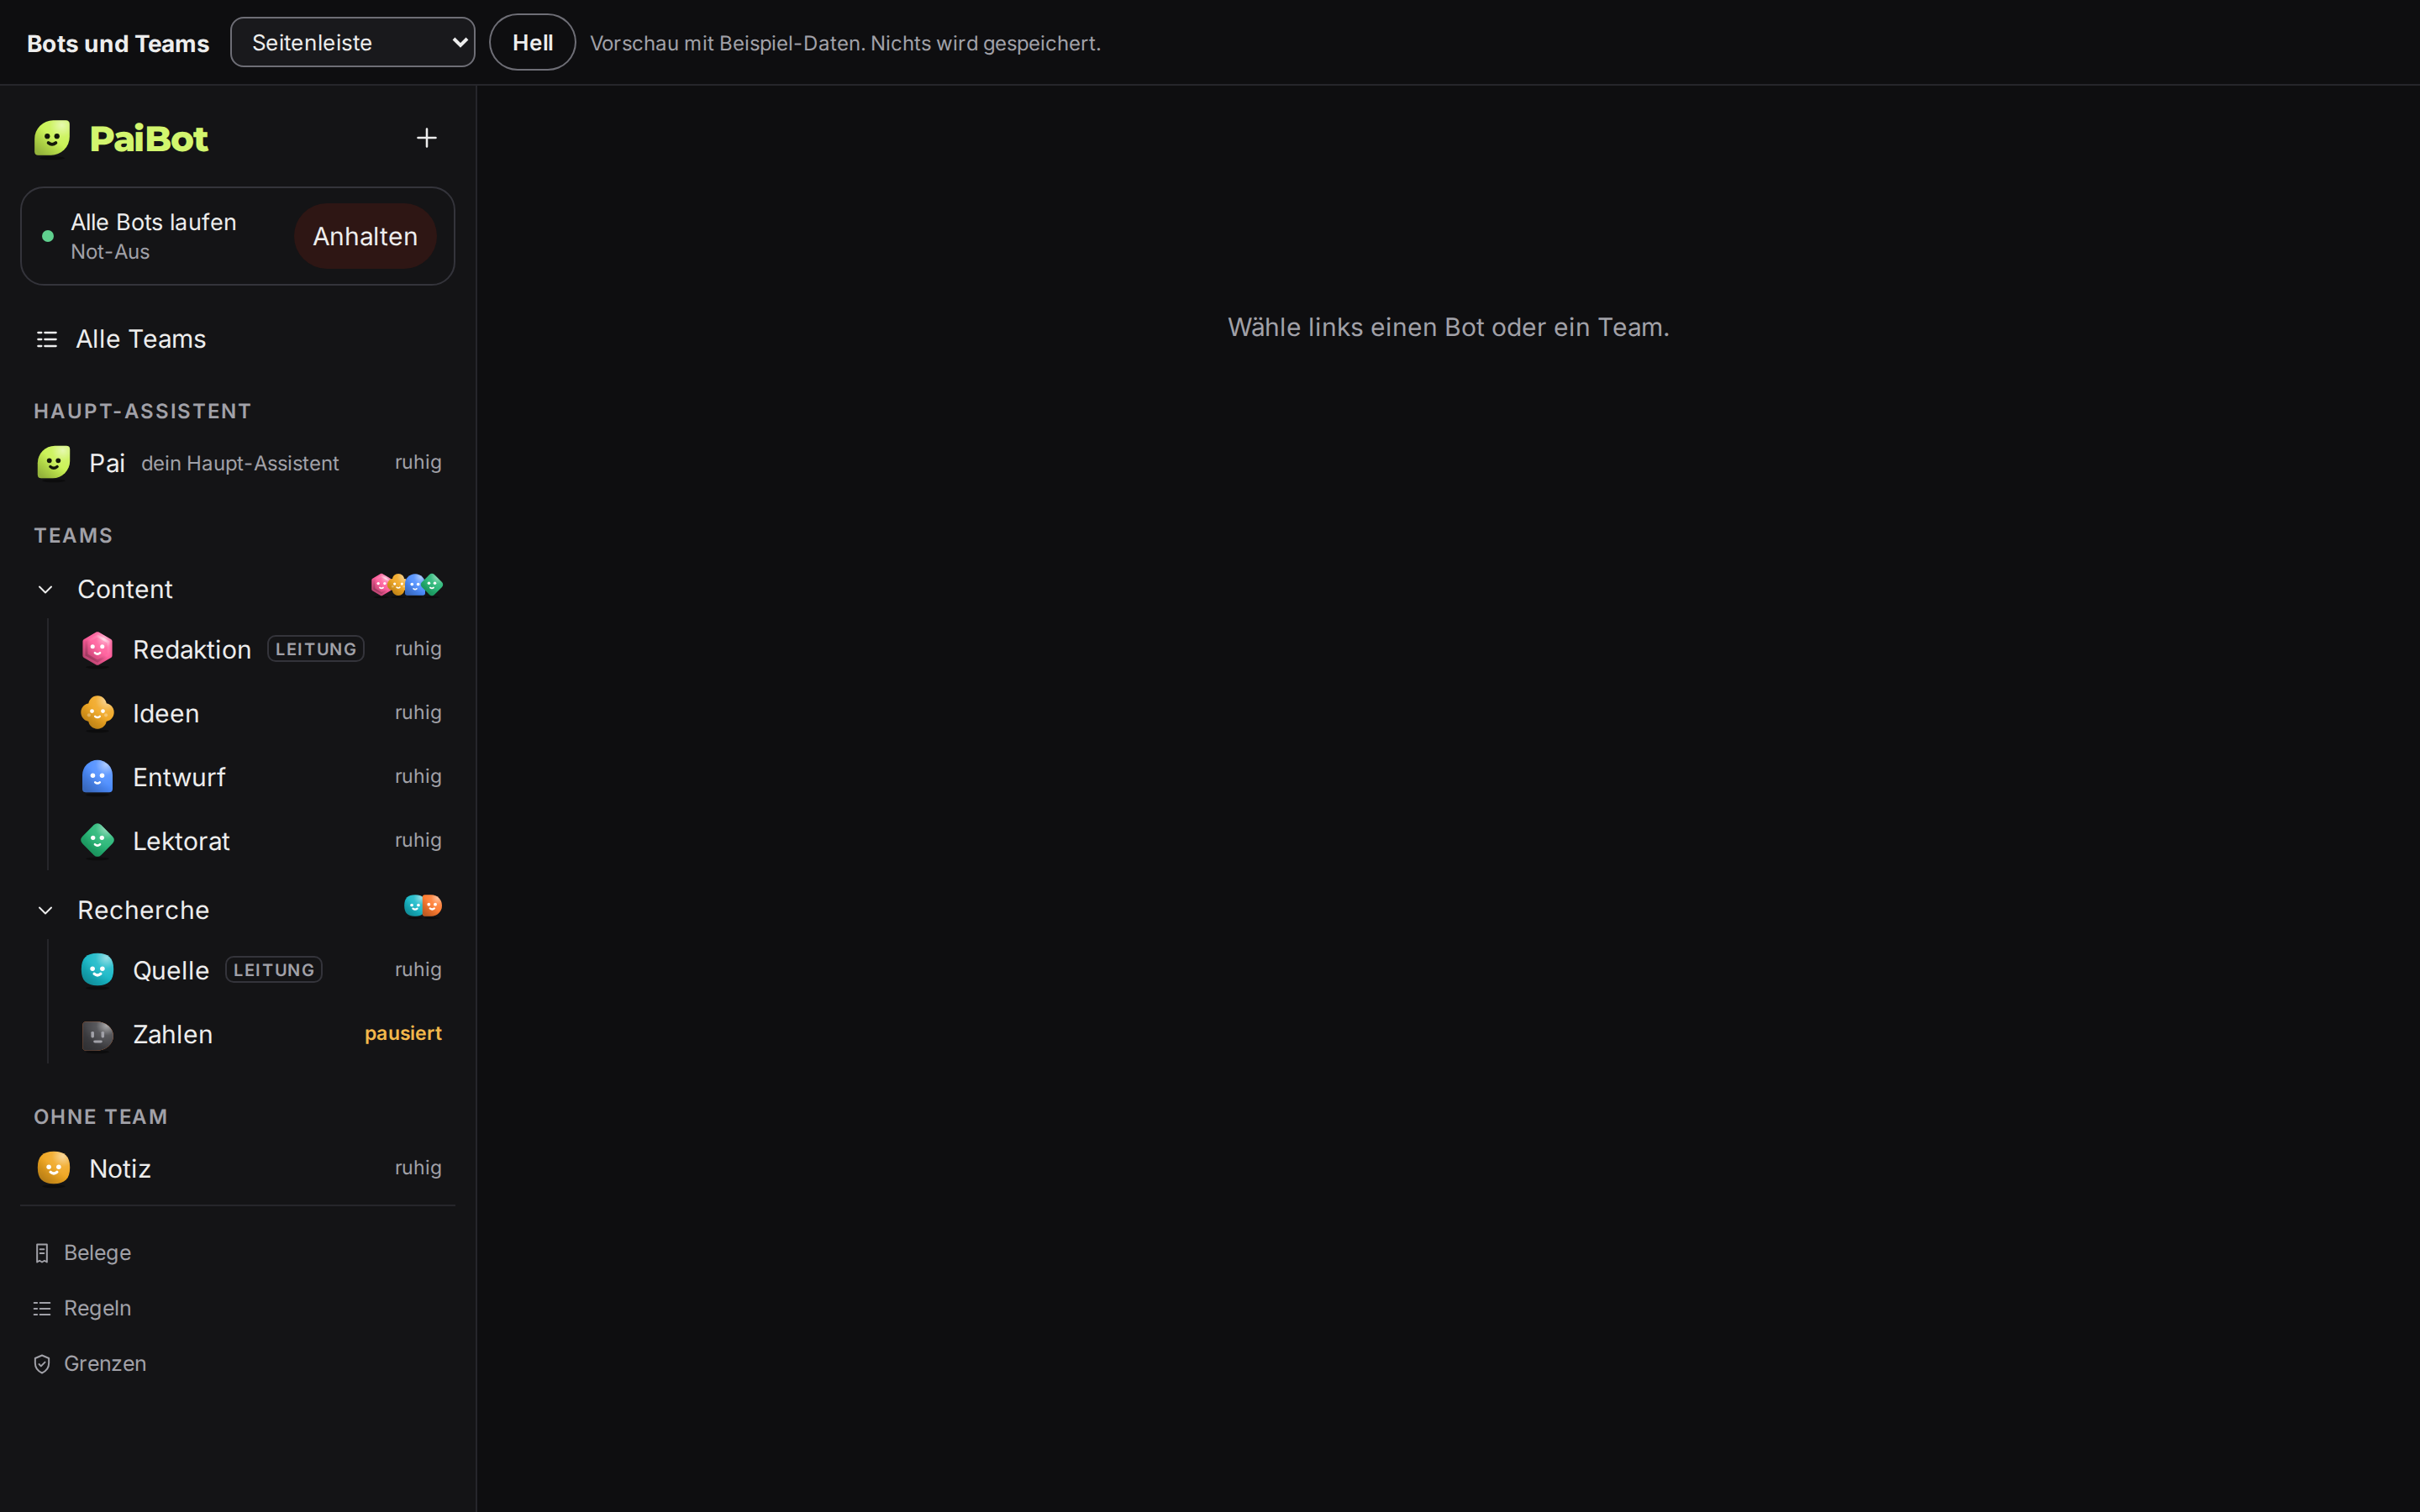 Bots und Teams
Seitenleiste
Hell
Vorschau mit Beispiel-Daten. Nichts wird gespeichert.
PaiBot
Alle Bots laufen
Not-Aus
Anhalten
Alle Teams
HAUPT-ASSISTENT
Pai dein Haupt-Assistent ruhig
TEAMS
Content
Redaktion LEITUNG ruhig
Ideen ruhig
Entwurf ruhig
Lektorat ruhig
Recherche
Quelle LEITUNG ruhig
Zahlen pausiert
OHNE TEAM
Notiz ruhig
Belege
Regeln
Grenzen
Wähle links einen Bot oder ein Team.